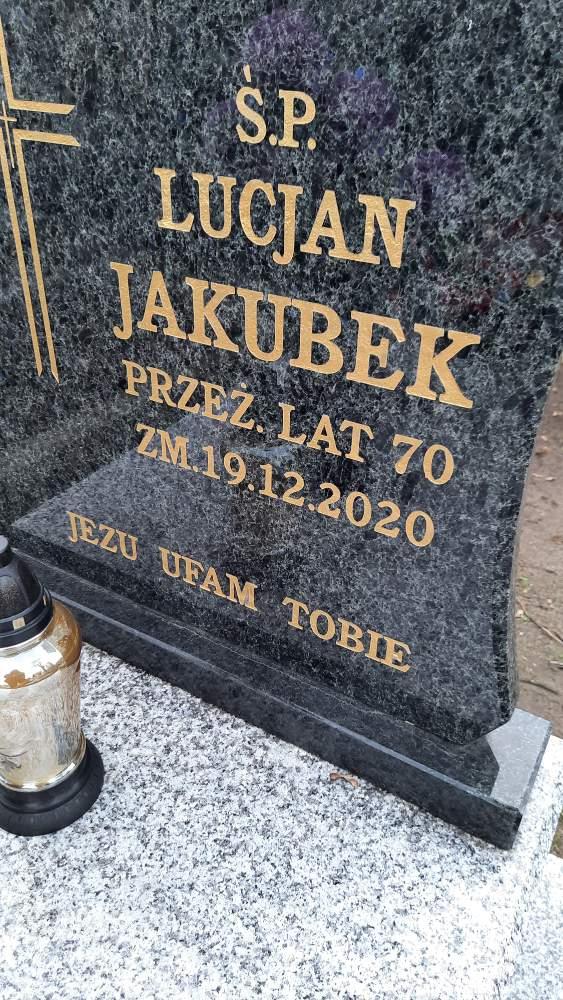 Ś.P.
LUCJAN
JAKUBEK
PRZEŻ. LAT 70
ZM.19.12.2020
JEZU UFAM TOBIE